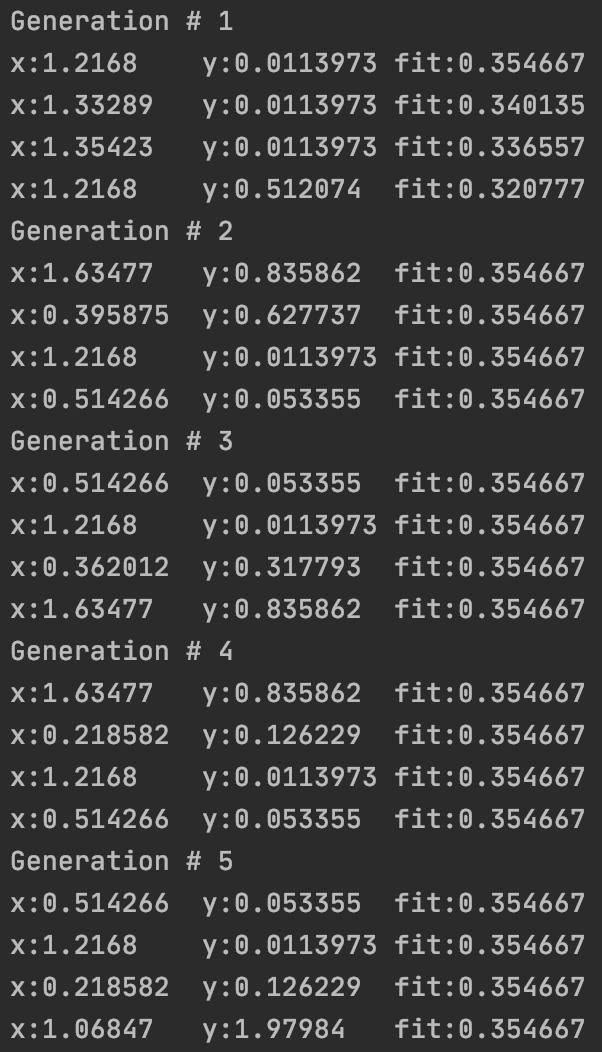 Generation # 1
x:1.2168 y:0.0113973 fit:0.354667
x:1.33289 y:0.0113973 fit:0.340135
x:1.35423 y:0.0113973 fit:0.336557
x:1.2168 y:0.512074 fit:0.320777
Generation # 2
x:1.63477 y:0.835862 fit:0.354667
x:0.395875 y:0.627737 fit:0.354667
x:1.2168 y:0.0113973 fit:0.354667
x:0.514266 y:0.053355 fit:0.354667
Generation # 3
x:0.514266 y:0.053355 fit:0.354667
x:1.2168 y:0.0113973 fit:0.354667
x:0.362012 y:0.317793 fit:0.354667
x:1.63477 y:0.835862 fit:0.354667
Generation # 4
x:1.63477 y:0.835862 fit:0.354667
x:0.218582 y:0.126229 fit:0.354667
x:1.2168 y:0.0113973 fit:0.354667
x:0.514266 y:0.053355 fit:0.354667
Generation # 5
x:0.514266 y:0.053355 fit:0.354667
x:1.2168 y:0.0113973 fit:0.354667
x:0.218582 y:0.126229 fit:0.354667
x:1.06847 y:1.97984 fit:0.354667